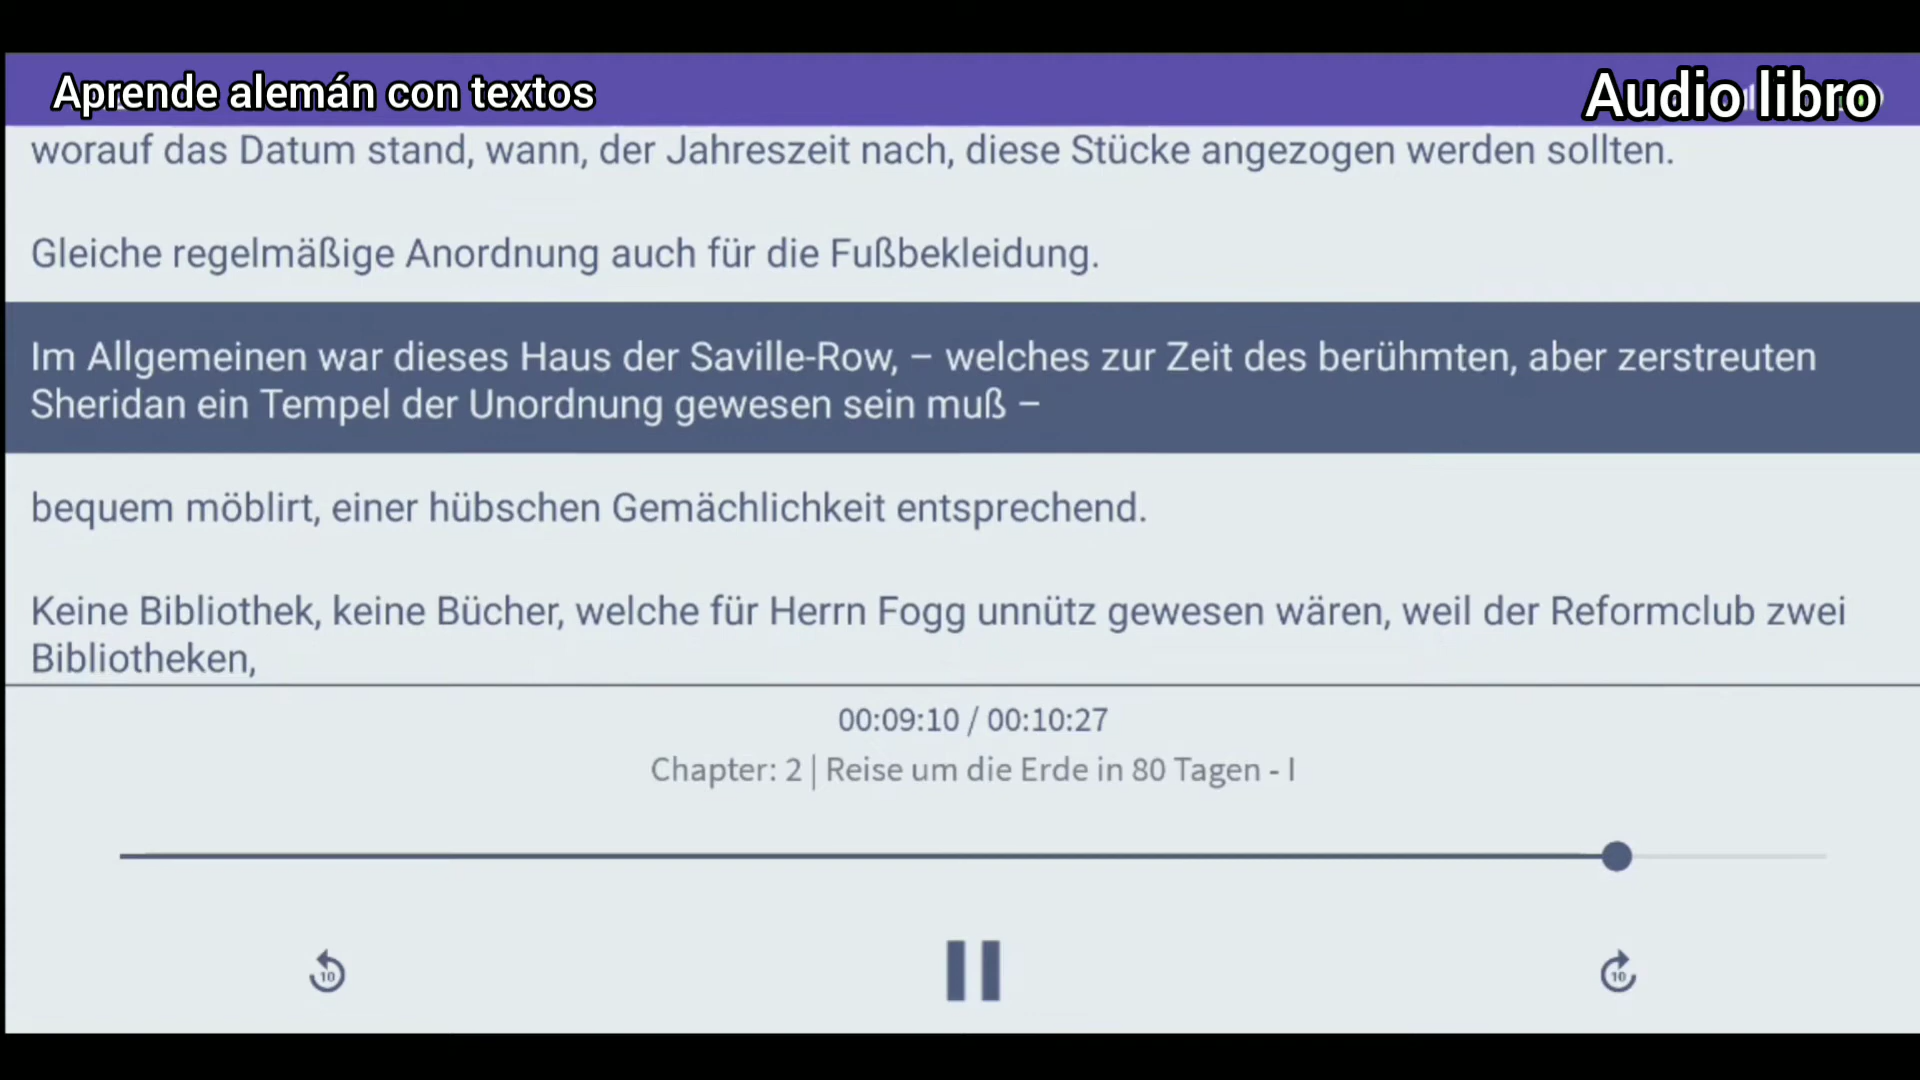 Aprende alemán con textos
Audio libro
worauf das Datum stand, wann, der Jahreszeit nach, diese Stücke angezogen werden sollten.
Gleiche regelmäßige Anordnung auch für die Fußbekleidung.
Im Allgemeinen war dieses Haus der Saville-Row, – welches zur Zeit des berühmten, aber zerstreuten
Sheridan ein Tempel der Unordnung gewesen sein muß –
bequem möblirt, einer hübschen Gemächlichkeit entsprechend.
Keine Bibliothek, keine Bücher, welche für Herrn Fogg unnütz gewesen wären, weil der Reformclub zwei
Bibliotheken,
00:09:10 / 00:10:27
Chapter: 2 | Reise um die Erde in 80 Tagen - I
10
10